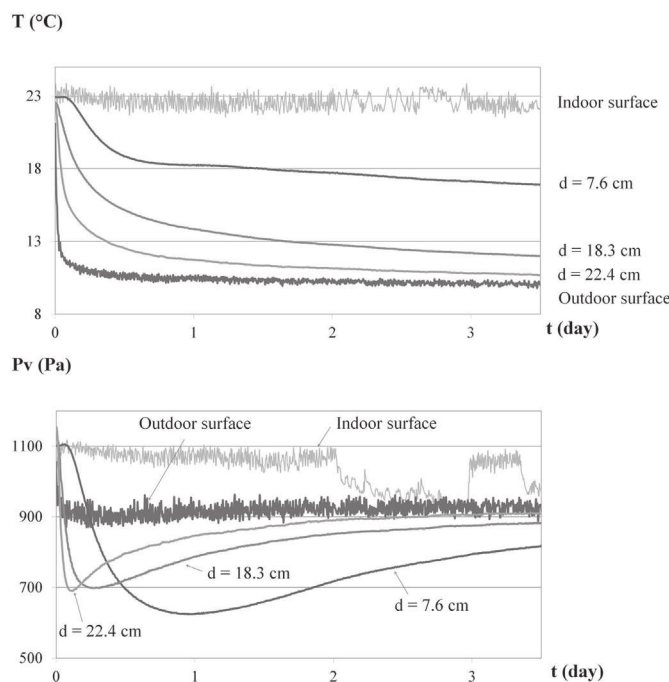 T (°C)
23
18
13
8
0
1
2
3
Indoor surface
d = 7.6 cm
d = 18.3 cm
d = 22.4 cm
Outdoor surface
t (day)
Pv (Pa)
1100
900
700
500
0
1
2
3
Outdoor surface
Indoor surface
d = 18.3 cm
d = 7.6 cm
d = 22.4 cm
t (day)